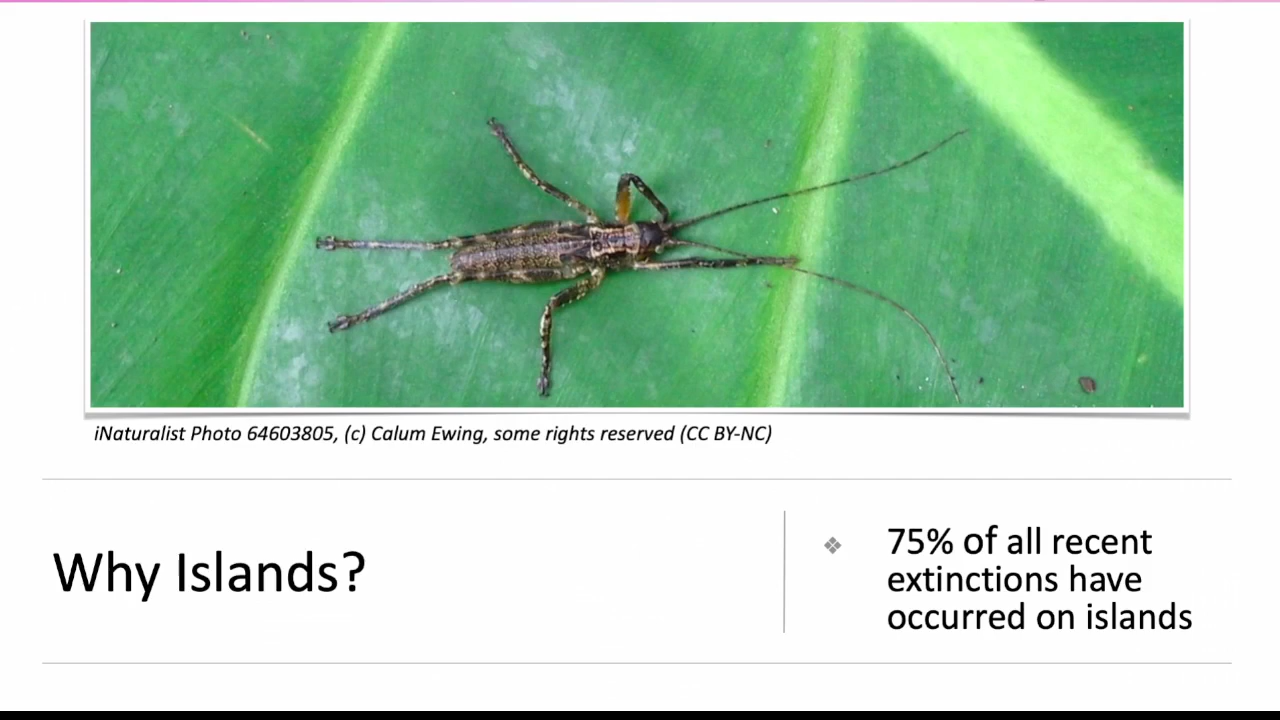 iNaturalist Photo 64603805, (c) Calum Ewing, some rights reserved (CC BY-NC)
Why Islands?
❖ 75% of all recent
extinctions have
occurred on islands